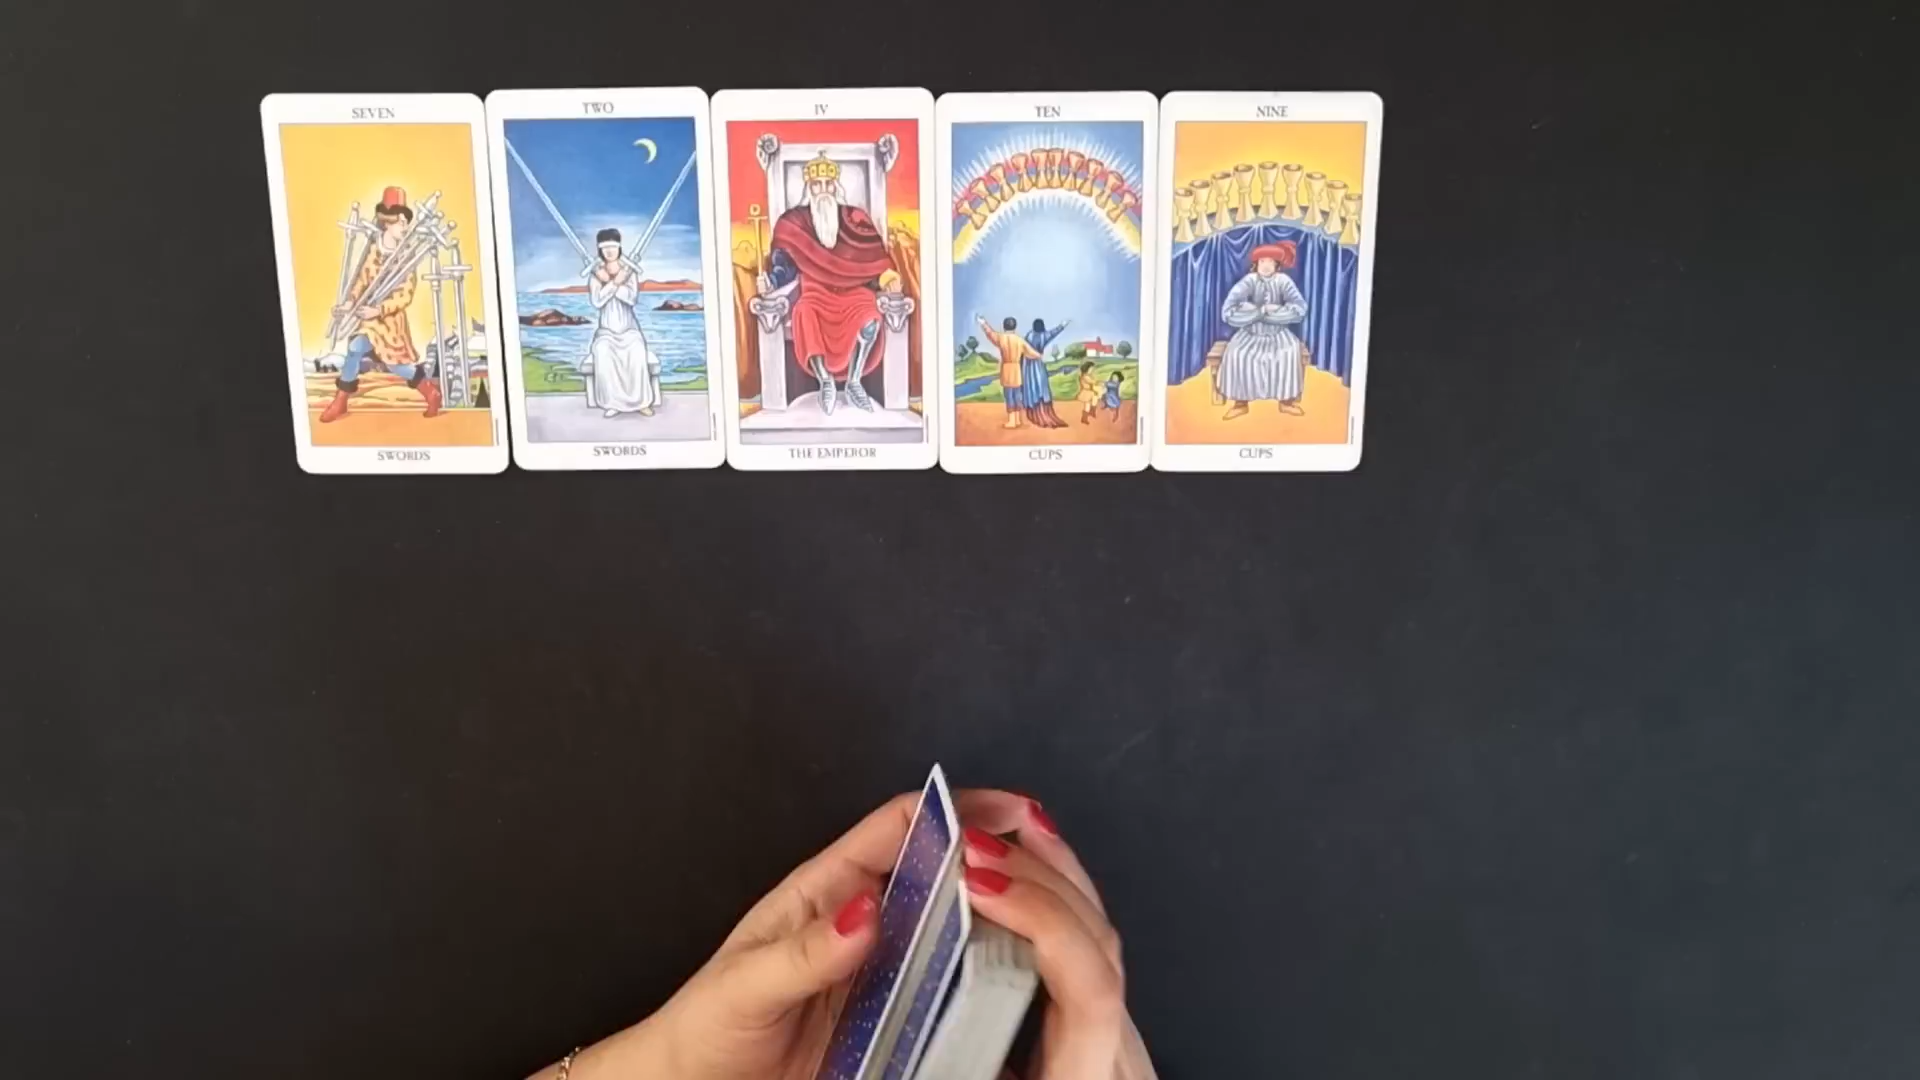 SEVEN
SWORDS
TWO
SWORDS
IV
THE EMPEROR
TEN
CUPS
NINE
CUPS